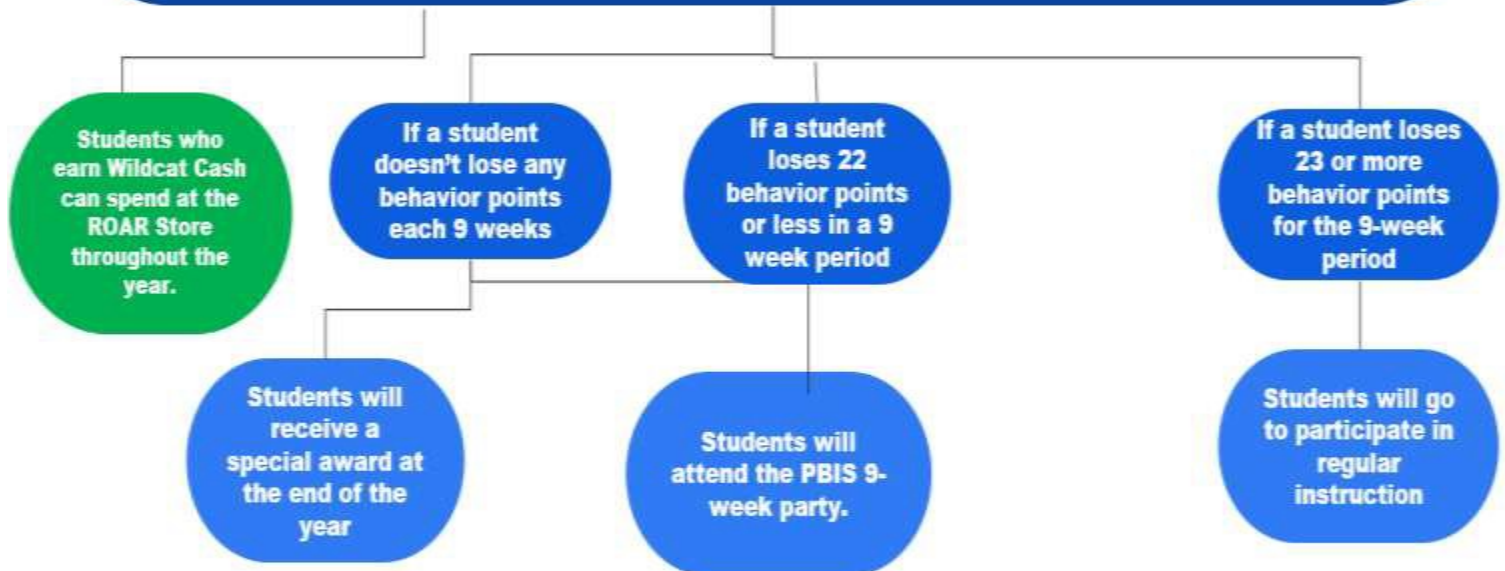 Students who
earn Wildcat Cash
can spend at the
ROAR Store
throughout the
year.
If a student
doesn’t lose any
behavior points
each 9 weeks
If a student
loses 22
behavior points
or less in a 9
week period
If a student loses
23 or more
behavior points
for the 9-week
period
Students will
receive a
special award at
the end of the
year
Students will
attend the PBIS 9-
week party.
Students will go
to participate in
regular
instruction